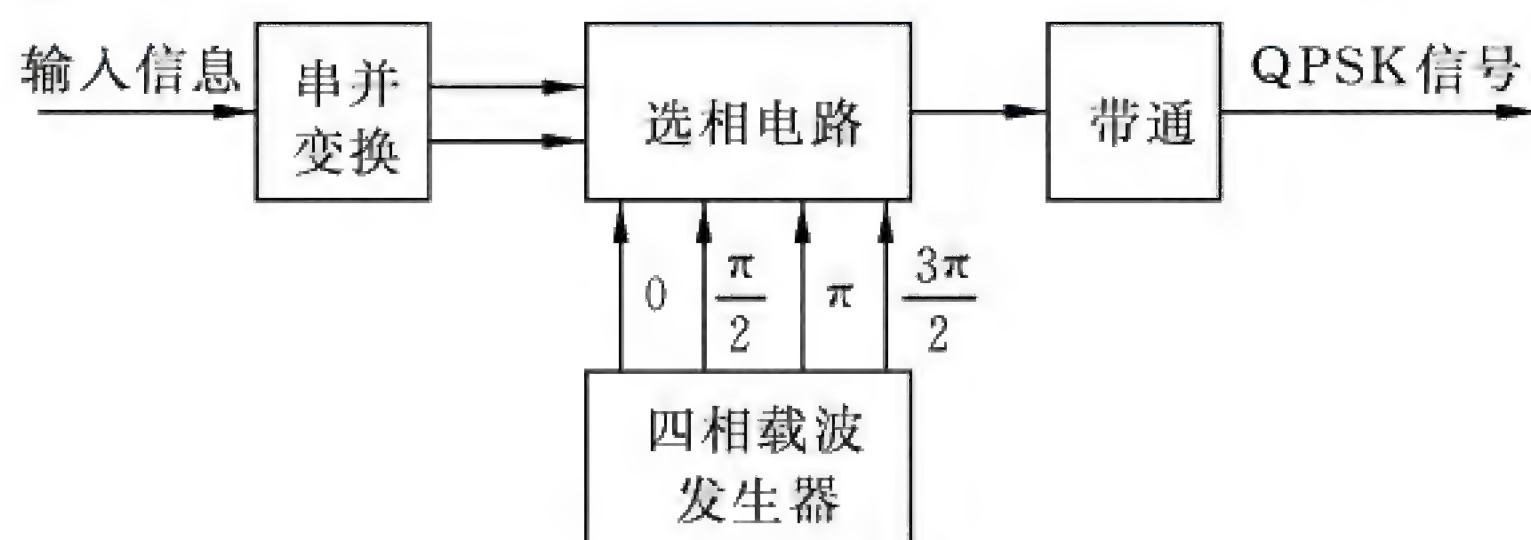 输入信息
串并
变换
选相电路
带通
QPSK信号
0
π/2
π
3π/2
四相载波
发生器